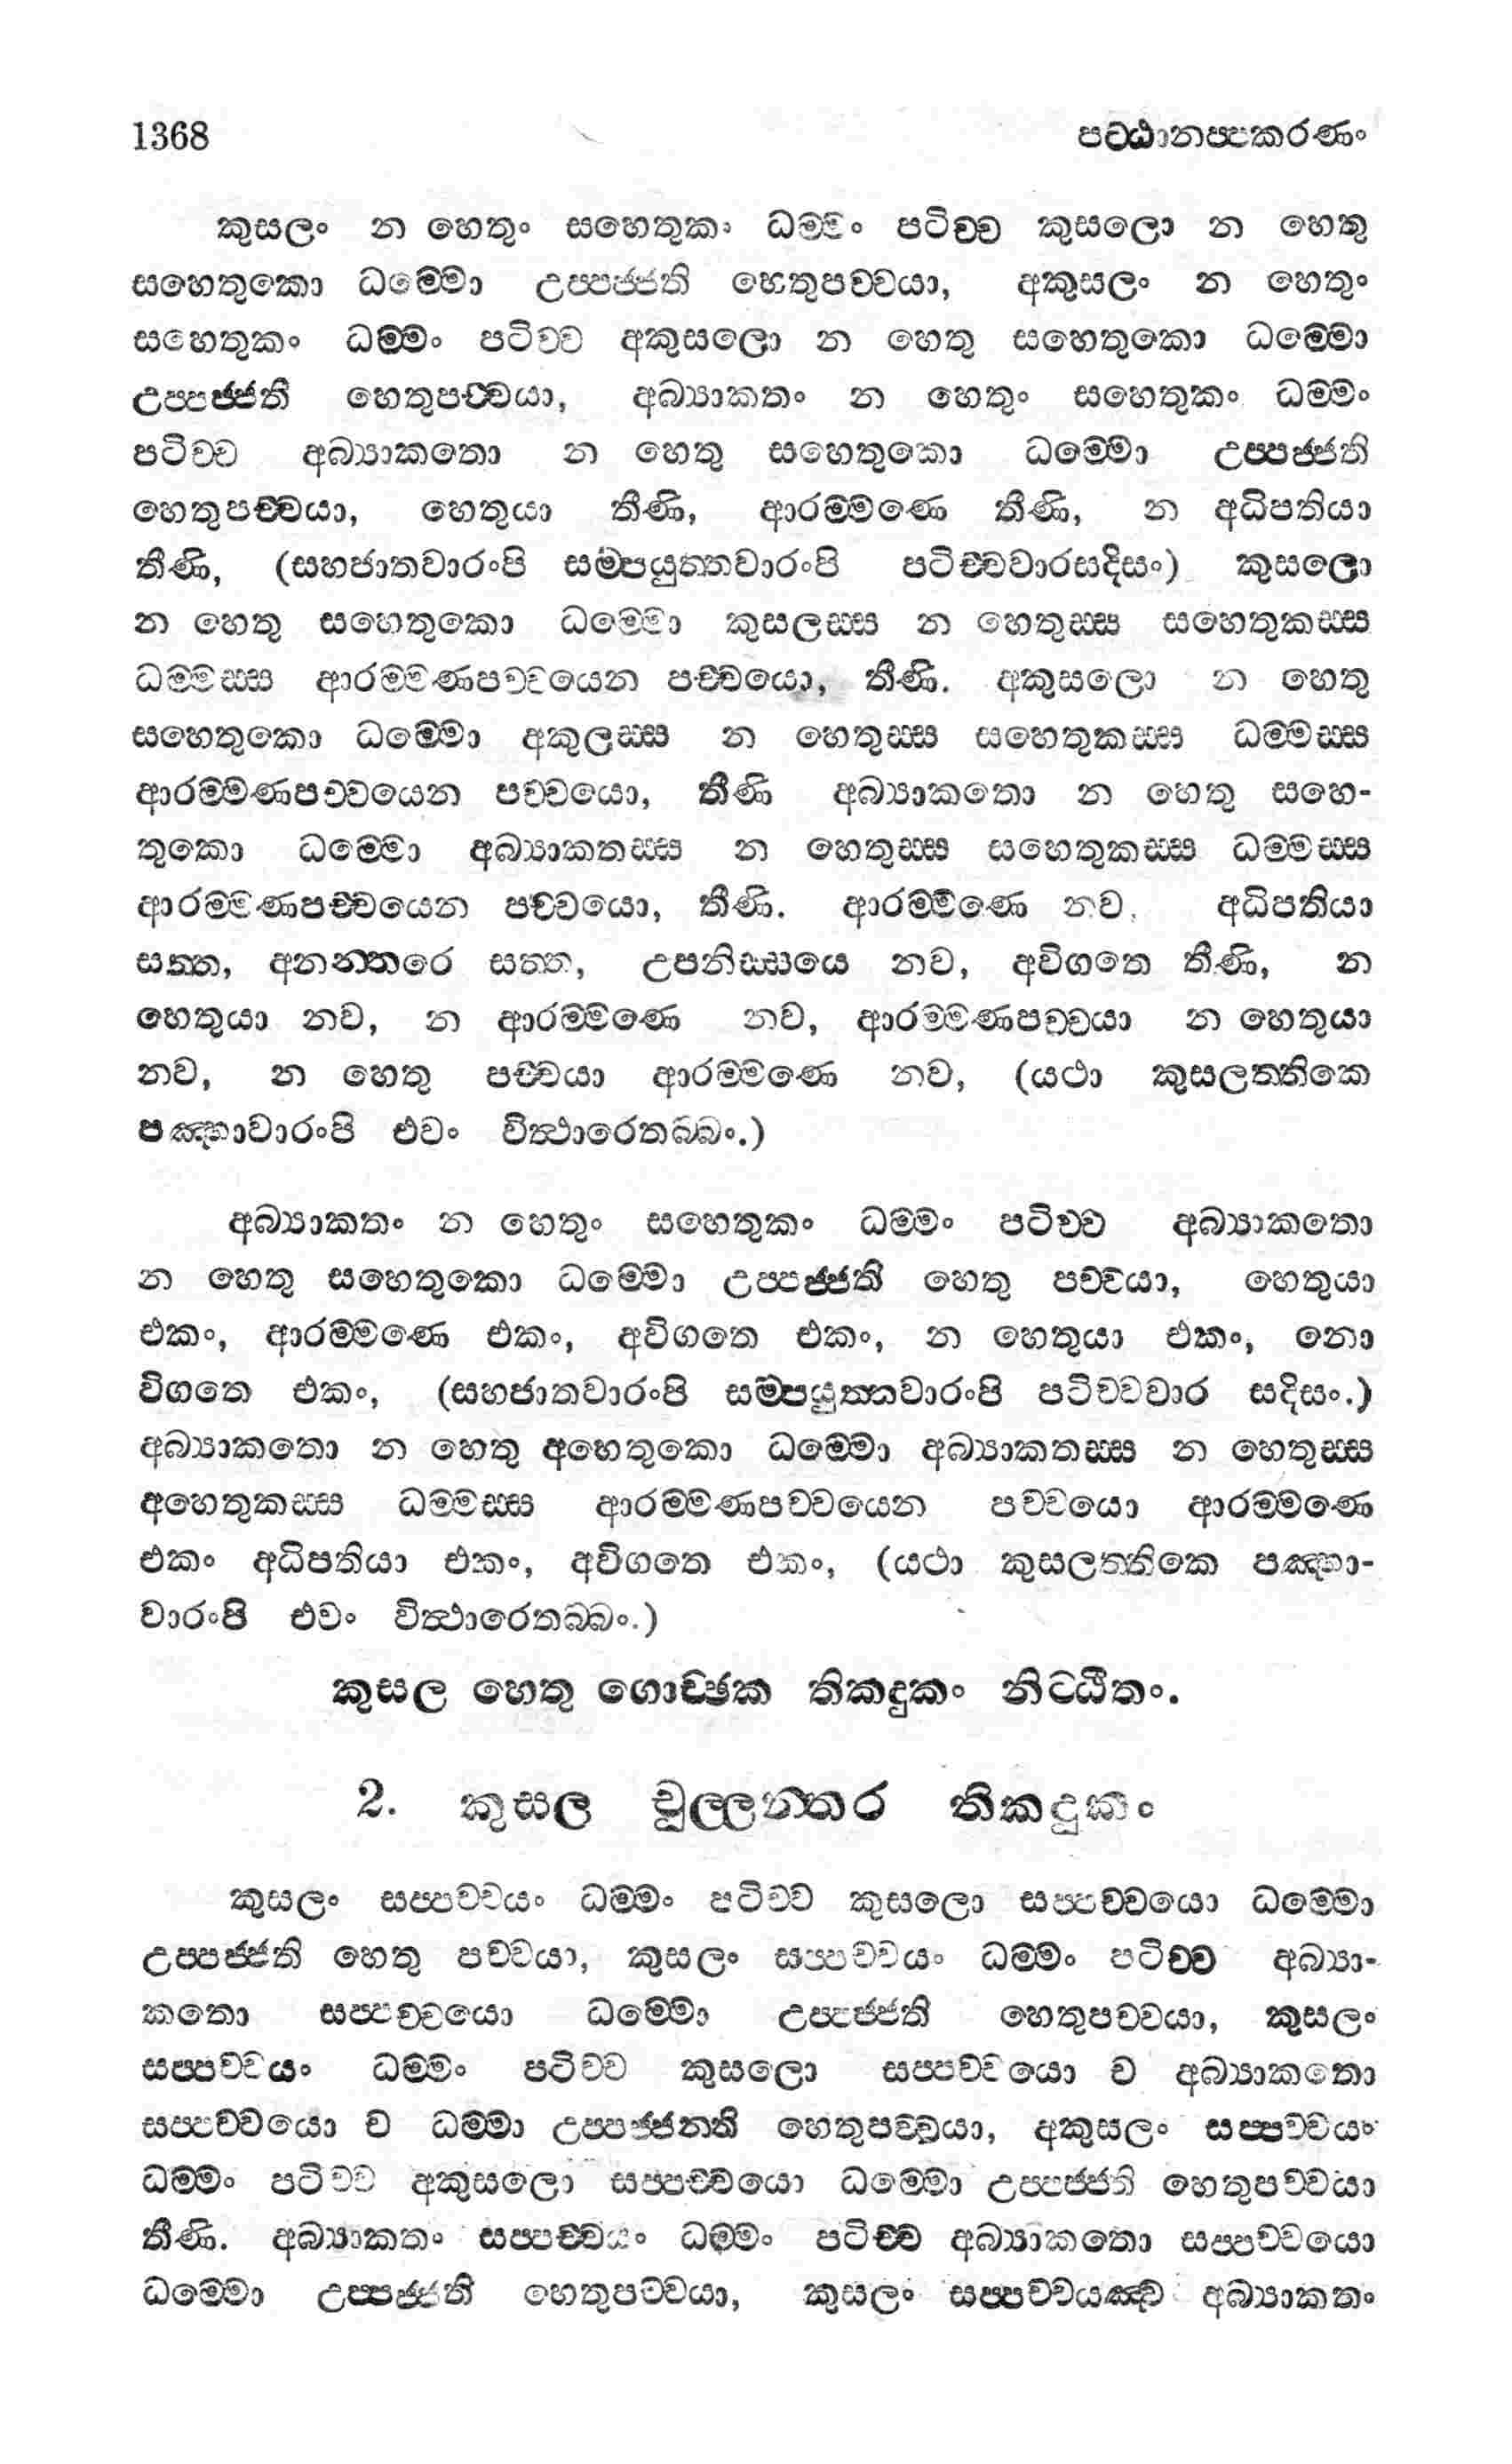 1368 පට්ඨානප්පකරණං
කුසලං න හෙතුං සහෙතුකං ධම්මං පටිච්ච කුසලො න හෙතු
සහෙතුකො ධම්මො උප්පජ්ජති හෙතුපච්චයා, අකුසලං න හෙතුං
සහෙතුකං ධම්මං පටිච්ච අකුසලො න හෙතු සහෙතුකො ධම්මො
උප්පජ්ජති හෙතුපච්චයා, අබ්‍යාකතං න හෙතුං සහෙතුකං ධම්මං
පටිච්ච අබ්‍යාකතො න හෙතු සහෙතුකො ධම්මො උප්පජ්ජති
හෙතුපච්චයා, හෙතුයා තීණි, ආරම්මණෙ තීණි, න අධිපතියා
තීණි, (සහජාතවාරංපි සම්පයුත්තවාරංපි පටිච්චවාරසදිසං) කුසලො
න හෙතු සහෙතුකො ධම්මො කුසලස්ස න හෙතුස්ස සහෙතුකස්ස
ධම්මස්ස ආරම්මණපච්චයෙන පච්චයො, තීණි. අකුසලො න හෙතු
සහෙතුකො ධම්මො අකුලස්ස න හෙතුස්ස සහෙතුකස්ස ධම්මස්ස
ආරම්මණපච්චයෙන පච්චයො, තීණි අබ්‍යාකතො න හෙතු සහෙ-
තුකො ධම්මො අබ්‍යාකතස්ස න හෙතුස්ස සහෙතුකස්ස ධම්මස්ස
ආරම්මණපච්චයෙන පච්චයො, තීණි. ආරම්මණෙ නව, අධිපතියා
සත්ත, අනන්තරෙ සත්ත, උපනිස්සයෙ නව, අවිගතෙ තීණි, න
හෙතුයා නව, න ආරම්මණෙ නව, ආරම්මණපච්චයා න හෙතුයා
නව, න හෙතු පච්චයා ආරම්මණෙ නව, (යථා කුසලත්තිකෙ
පඤ්හාවාරංපි එවං විත්ථාරෙතබ්බං.)
අබ්‍යාකතං න හෙතුං සහෙතුකං ධම්මං පටිච්ච අබ්‍යාකතො
න හෙතු සහෙතුකො ධම්මො උප්පජ්ජති හෙතු පච්චයා, හෙතුයා
එකං, ආරම්මණෙ එකං, අවිගතෙ එකං, න හෙතුයා එකං, නො
විගතෙ එකං, (සහජාතවාරංපි සම්පයුත්තවාරංපි පටිච්චවාර සදිසං.)
අබ්‍යාකතො න හෙතු අහෙතුකො ධම්මො අබ්‍යාකතස්ස න හෙතුස්ස
අහෙතුකස්ස ධම්මස්ස ආරම්මණපච්චයෙන පච්චයො ආරම්මණෙ
එකං අධිපතියා එකං, අවිගතෙ එකං, (යථා කුසලත්තිකෙ පඤ්හා-
වාරංපි එවං විත්ථාරෙතබ්බං.)
කුසල හෙතු ගොච්ඡක තිකදුකං නිට්ඨිතං.
2. කුසල චූල්ලන්තර තිකදුකං
කුසලං සප්පච්චයං ධම්මං පටිච්ච කුසලො සප්පච්චයො ධම්මො
උප්පජ්ජති හෙතු පච්චයා, කුසලං සප්පච්චයං ධම්මං පටිච්ච අබ්‍යා-
කතො සප්පච්චයො ධම්මො උප්පජ්ජති හෙතුපච්චයා, කුසලං
සප්පච්චයං ධම්මං පටිච්ච කුසලො සප්පච්චයො ච අබ්‍යාකතො
සප්පච්චයො ච ධම්මා උප්පජ්ජන්ති හෙතුපච්චයා, අකුසලං සප්පච්චයං
ධම්මං පටිච්ච අකුසලො සප්පච්චයො ධම්මො උප්පජ්ජති හෙතුපච්චයා
තීණි. අබ්‍යාකතං සප්පච්චයං ධම්මං පටිච්ච අබ්‍යාකතො සප්පච්චයො
ධම්මො උප්පජ්ජති හෙතුපච්චයා, කුසලං සප්පච්චයඤ්ච අබ්‍යාකතං